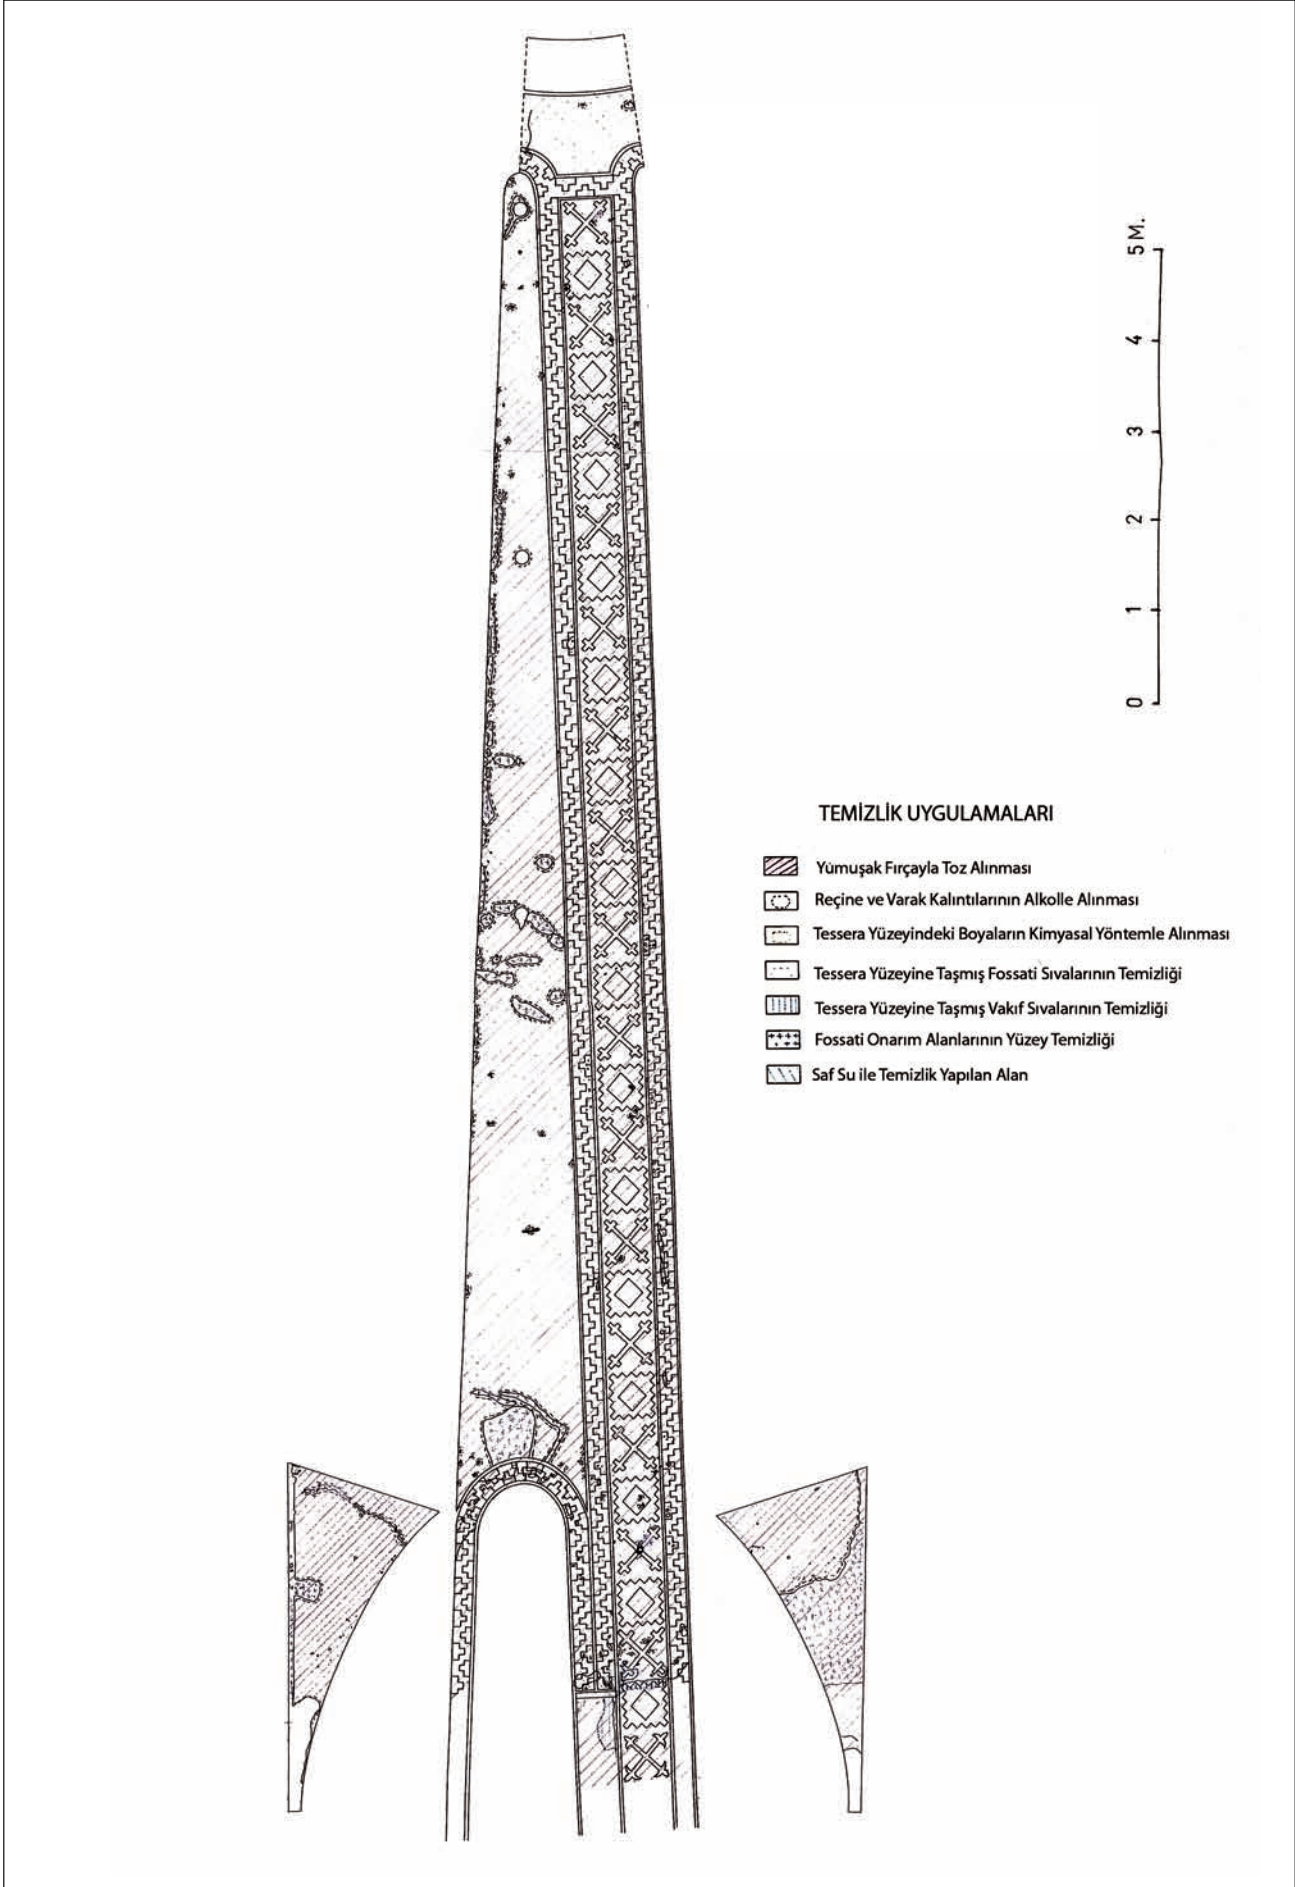 5 M.
4
3
2
1
0
TEMİZLİK UYGULAMALARI
Yumuşak Fırçayla Toz Alınması
Reçine ve Varak Kalıntılarının Alkolle Alınması
Tessera Yüzeyindeki Boyaların Kimyasal Yöntemle Alınması
Tessera Yüzeyine Taşmış Fossati Sıvalarının Temizliği
Tessera Yüzeyine Taşmış Vakıf Sıvalarının Temizliği
Fossati Onarım Alanlarının Yüzey Temizliği
Saf Su ile Temizlik Yapılan Alan